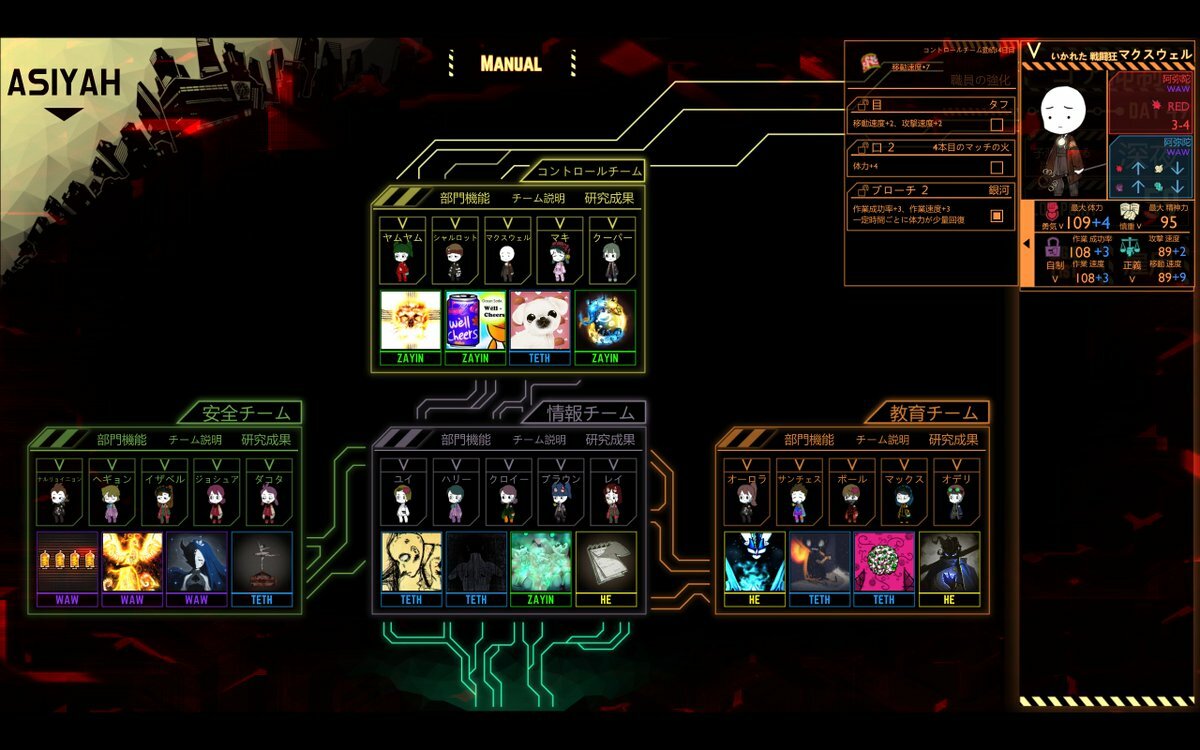 ASIYAH
MANUAL
コントロールチーム
部門機能 チーム説明 研究成果
V V V V V
ヤムヤム シャルロット マクスウェル マキ クーパー
Well Cheers
Well - Cheers
ZAYIN ZAYIN TETH ZAYIN
安全チーム
部門機能 チーム説明 研究成果
V V V V V
ヘギョン イザベル ジョシュア ダコタ
WAW WAW WAW TETH
情報チーム
部門機能 チーム説明 研究成果
V V V V V
ユイ ハリー クロイー ブラウン レイ
TETH TETH ZAYIN HE
教育チーム
部門機能 チーム説明 研究成果
V V V V V
オーロラ サンチェス ポール マックス オデリ
HE TETH TETH HE
移動速度+7
職員の強化
目 タフ
移動速度+2、攻撃速度+2
口 2 4本目のマッチの火
体力+4
ブローチ 2 銀河
作業成功率+3、作業速度+3
一定時間ごとに体力が少量回復
V いかれた 戦闘狂 マクスウェル
阿弥陀
WAW
RED
3-4
阿弥陀
WAW
最大 体力 最大 精神力
勇気 V 109+4 慎重 V 95
作業 成功率 攻撃 速度
108 +3 89+2
自制 作業 速度 正義 移動 速度
V 108+3 V 89+9